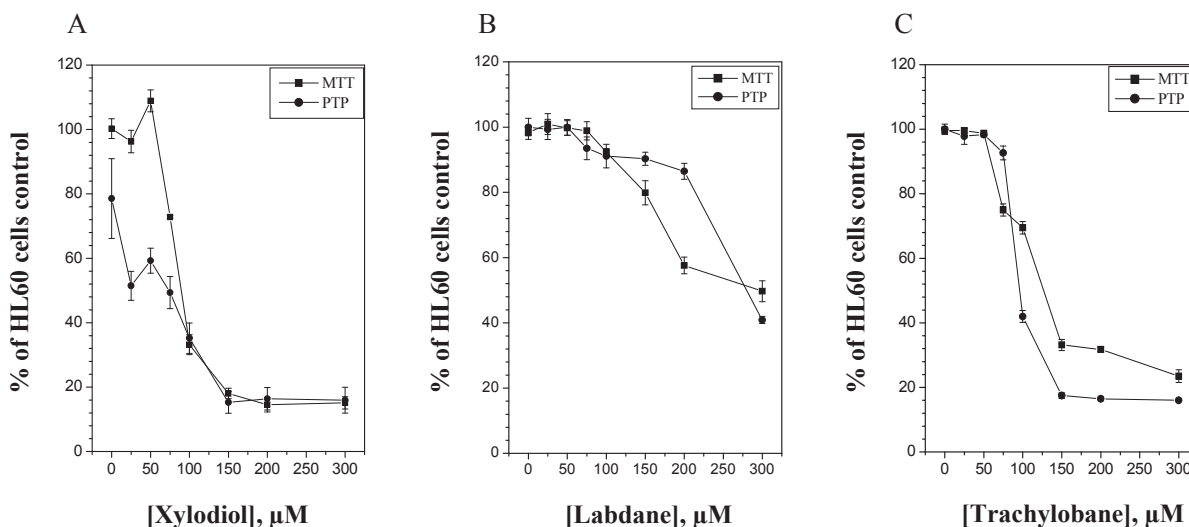 A
B
C
% of HL60 cells control
120
100
80
60
40
20
0
MTT
PTP
0 50 100 150 200 250 300
[Xylodiol], µM
% of HL60 cells control
120
100
80
60
40
20
0
MTT
PTP
0 50 100 150 200 250 300
[Labdane], µM
% of HL60 cells control
120
100
80
60
40
20
0
MTT
PTP
0 50 100 150 200 250 300
[Trachylobane], µM